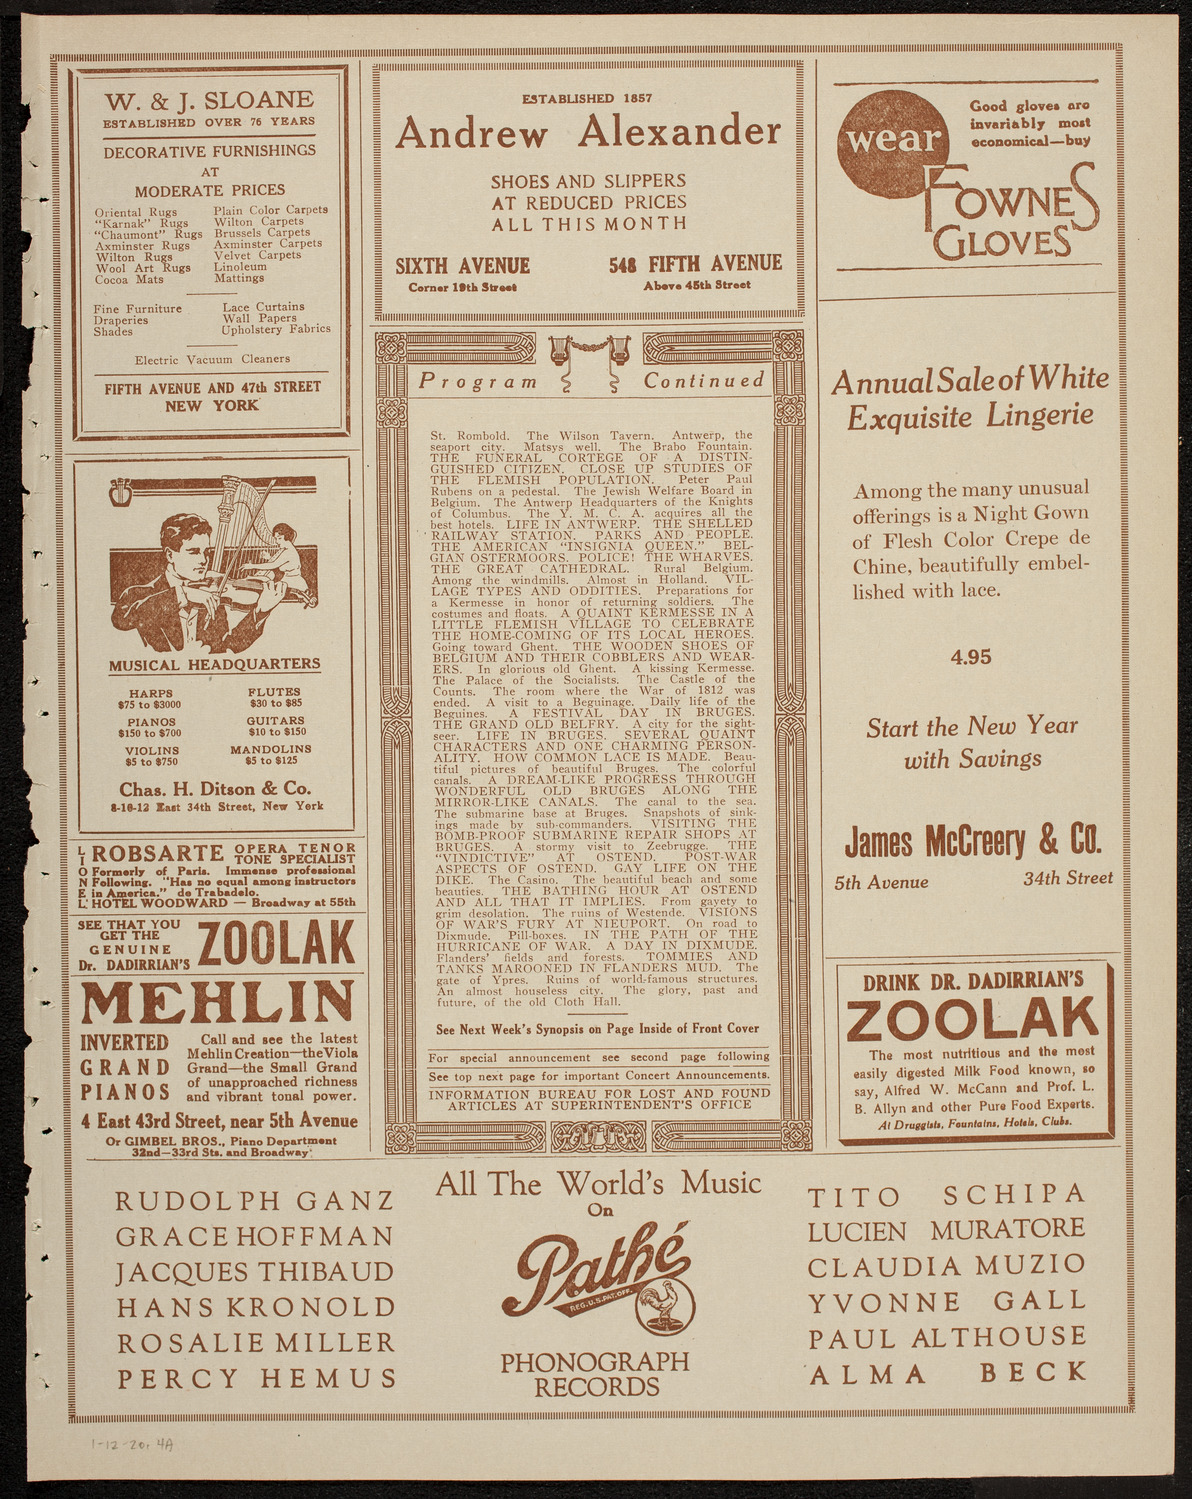 W. & J. SLOANE
ESTABLISHED OVER 76 YEARS
DECORATIVE FURNISHINGS
AT
MODERATE PRICES
Oriental Rugs
"Karnak" Rugs
"Chaumont" Rugs
Axminster Rugs
Wilton Rugs
Wool Art Rugs
Cocoa Mats
Plain Color Carpets
Wilton Carpets
Brussels Carpets
Axminster Carpets
Velvet Carpets
Linoleum
Mattings
Fine Furniture
Draperies
Shades
Lace Curtains
Wall Papers
Upholstery Fabrics
Electric Vacuum Cleaners
FIFTH AVENUE AND 47th STREET
NEW YORK
MUSICAL HEADQUARTERS
HARPS
$75 to $3000
PIANOS
$150 to $700
VIOLINS
$5 to $750
FLUTES
$30 to $85
GUITARS
$10 to $150
MANDOLINS
$5 to $125
Chas. H. Ditson & Co.
8-10-12 East 34th Street, New York
LIONEL ROBSARTE OPERA TENOR
TONE SPECIALIST
Formerly of Paris. Immense professional
Following. "Has no equal among instructors
in America." de Trabadelo.
HOTEL WOODWARD — Broadway at 55th
SEE THAT YOU
GET THE
GENUINE
Dr. DADIRRIAN'S
ZOOLAK
MEHLIN
INVERTED
GRAND
PIANOS
Call and see the latest
Mehlin Creation—the Viola
Grand—the Small Grand
of unapproached richness
and vibrant tonal power.
4 East 43rd Street, near 5th Avenue
Or GIMBEL BROS., Piano Department
32nd—33rd Sts. and Broadway
ESTABLISHED 1857
Andrew Alexander
SHOES AND SLIPPERS
AT REDUCED PRICES
ALL THIS MONTH
SIXTH AVENUE
Corner 19th Street
548 FIFTH AVENUE
Above 45th Street
Program Continued
St. Rombold. The Wilson Tavern. Antwerp, the
seaport city. Matsys well. The Brabo Fountain.
THE FUNERAL CORTEGE OF A DISTIN-
GUISHED CITIZEN. CLOSE UP STUDIES OF
THE FLEMISH POPULATION. Peter Paul
Rubens on a pedestal. The Jewish Welfare Board in
Belgium. The Antwerp Headquarters of the Knights
of Columbus. The Y. M. C. A. acquires all the
best hotels. LIFE IN ANTWERP. THE SHELLED
RAILWAY STATION. PARKS AND PEOPLE.
THE AMERICAN "INSIGNIA QUEEN." BEL-
GIAN OSTERMOORS. POLICE! THE WHARVES.
THE GREAT CATHEDRAL. Rural Belgium.
Among the windmills. Almost in Holland. VIL-
LAGE TYPES AND ODDITIES. Preparations for
a Kermesse in honor of returning soldiers. The
costumes and floats. A QUAINT KERMESSE IN A
LITTLE FLEMISH VILLAGE TO CELEBRATE
THE HOME-COMING OF ITS LOCAL HEROES.
Going toward Ghent. THE WOODEN SHOES OF
BELGIUM AND THEIR COBBLERS AND WEAR-
ERS. In glorious old Ghent. A kissing Kermesse.
The Palace of the Socialists. The Castle of the
Counts. The room where the War of 1812 was
ended. A visit to a Beguinage. Daily life of the
Beguines. A FESTIVAL DAY IN BRUGES.
THE GRAND OLD BELFRY. A city for the sight-
seer. LIFE IN BRUGES. SEVERAL QUAINT
CHARACTERS AND ONE CHARMING PERSON-
ALITY. HOW COMMON LACE IS MADE. Beau-
tiful pictures of beautiful Bruges. The colorful
canals. A DREAM-LIKE PROGRESS THROUGH
WONDERFUL OLD BRUGES ALONG THE
MIRROR-LIKE CANALS. The canal to the sea.
The submarine base at Bruges. Snapshots of sink-
ings made by sub-commanders. VISITING THE
BOMB-PROOF SUBMARINE REPAIR SHOPS AT
BRUGES. A stormy visit to Zeebrugge. THE
"VINDICTIVE" AT OSTEND. POST-WAR
ASPECTS OF OSTEND. GAY LIFE ON THE
DIKE. The Casino. The beautiful beach and some
beauties. THE BATHING HOUR AT OSTEND
AND ALL THAT IT IMPLIES. From gayety to
grim desolation. The ruins of Westende. VISIONS
OF WAR'S FURY AT NIEUPORT. On road to
Dixmude. Pill-boxes. IN THE PATH OF THE
HURRICANE OF WAR. A DAY IN DIXMUDE.
Flanders' fields and forests. TOMMIES AND
TANKS MAROONED IN FLANDERS MUD. The
gate of Ypres. Ruins of world-famous structures.
An almost houseless city. The glory, past and
future, of the old Cloth Hall.
See Next Week's Synopsis on Page Inside of Front Cover
For special announcement see second page following
See top next page for important Concert Announcements.
INFORMATION BUREAU FOR LOST AND FOUND
ARTICLES AT SUPERINTENDENT'S OFFICE
wear
Good gloves are
invariably most
economical—buy
FOWNES
GLOVES
Annual Sale of White
Exquisite Lingerie
Among the many unusual
offerings is a Night Gown
of Flesh Color Crepe de
Chine, beautifully embel-
lished with lace.
4.95
Start the New Year
with Savings
James McCreery & Co.
5th Avenue 34th Street
DRINK DR. DADIRRIAN'S
ZOOLAK
The most nutritious and the most
easily digested Milk Food known, so
say, Alfred W. McCann and Prof. L.
B. Allyn and other Pure Food Experts.
At Druggists, Fountains, Hotels, Clubs.
RUDOLPH GANZ
GRACE HOFFMAN
JACQUES THIBAUD
HANS KRONOLD
ROSALIE MILLER
PERCY HEMUS
All The World's Music
On
Pathé
REG. U.S. PAT. OFF.
PHONOGRAPH
RECORDS
TITO SCHIPA
LUCIEN MURATORE
CLAUDIA MUZIO
YVONNE GALL
PAUL ALTHOUSE
ALMA BECK
1-12-20, 4A